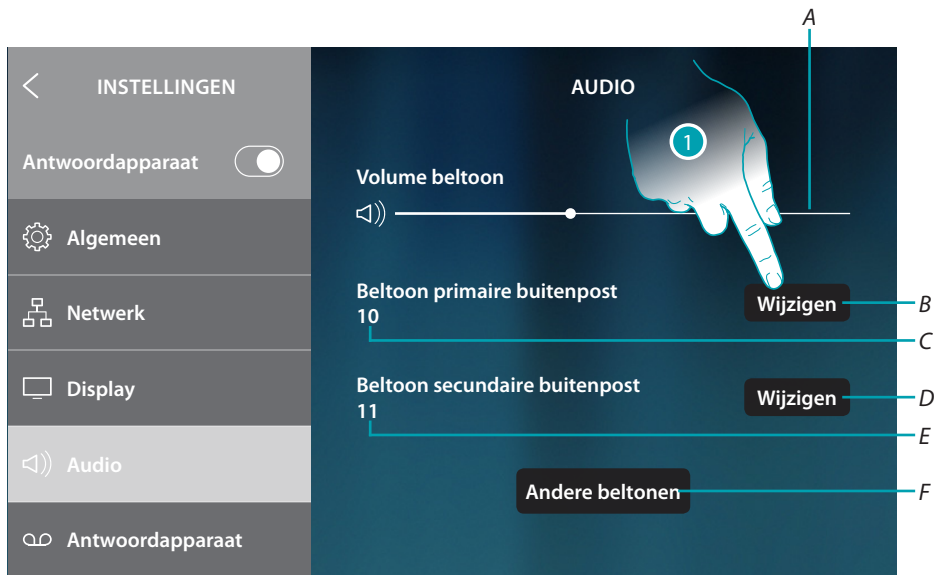 A
INSTELLINGEN
AUDIO
Antwoordapparaat
1
Volume beltoon
Algemeen
Beltoon primaire buitenpost
10
Wijzigen
B
C
Netwerk
Display
Beltoon secundaire buitenpost
11
Wijzigen
D
E
Audio
Andere beltonen
F
Antwoordapparaat